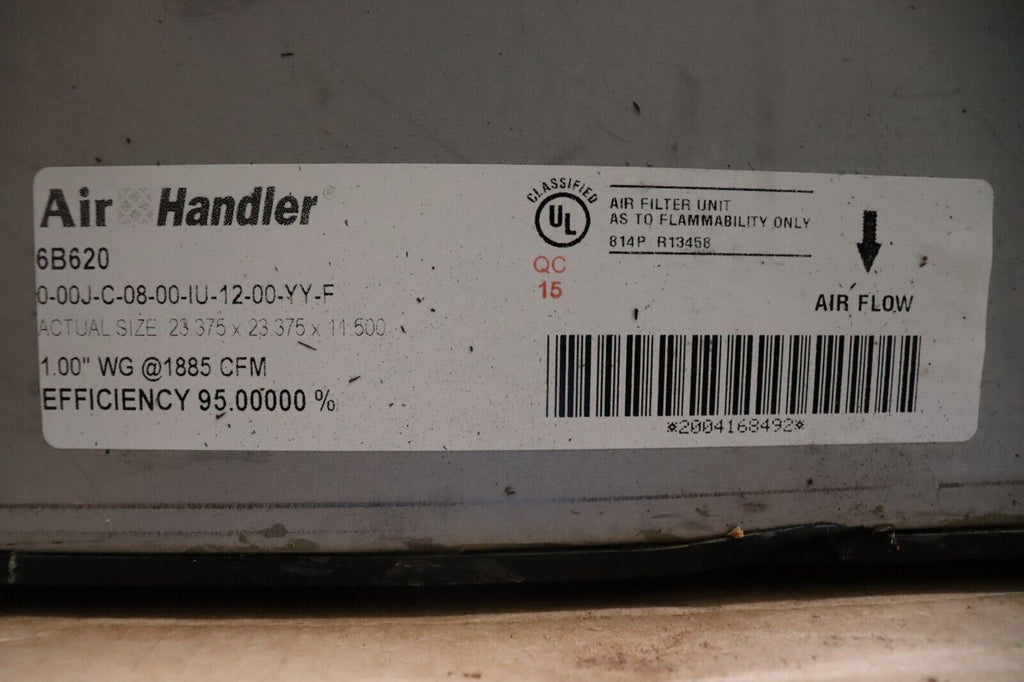 Air Handler®
6B620
0-00J-C-08-00-IU-12-00-YY-F
ACTUAL SIZE 23.375 x 23.375 x 11.500
1.00" WG @1885 CFM
EFFICIENCY 95.00000 %
CLASSIFIED
UL
AIR FILTER UNIT
AS TO FLAMMABILITY ONLY
814P R13458
QC
15
AIR FLOW
*2004168492*